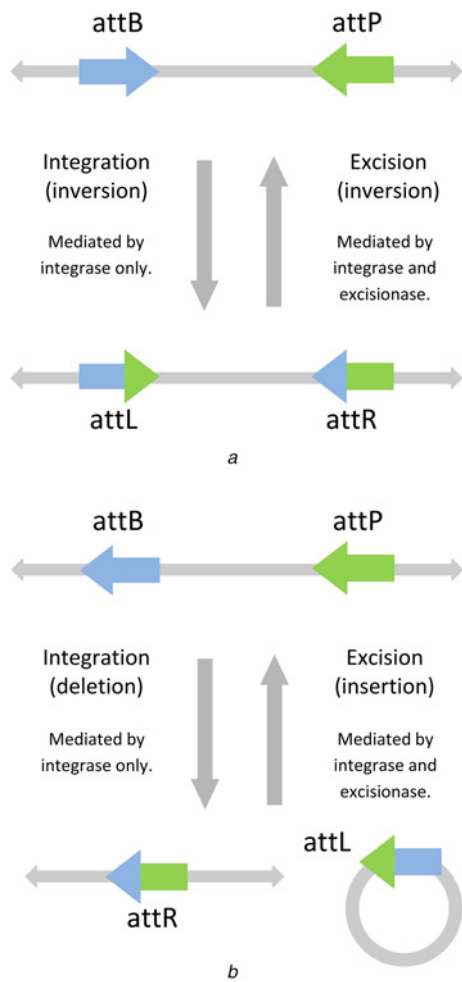 attB attP
Integration
(inversion)
Mediated by
integrase only.
Excision
(inversion)
Mediated by
integrase and
excisionase.
attL attR
a
attB attP
Integration
(deletion)
Mediated by
integrase only.
Excision
(insertion)
Mediated by
integrase and
excisionase.
attL
attR
b